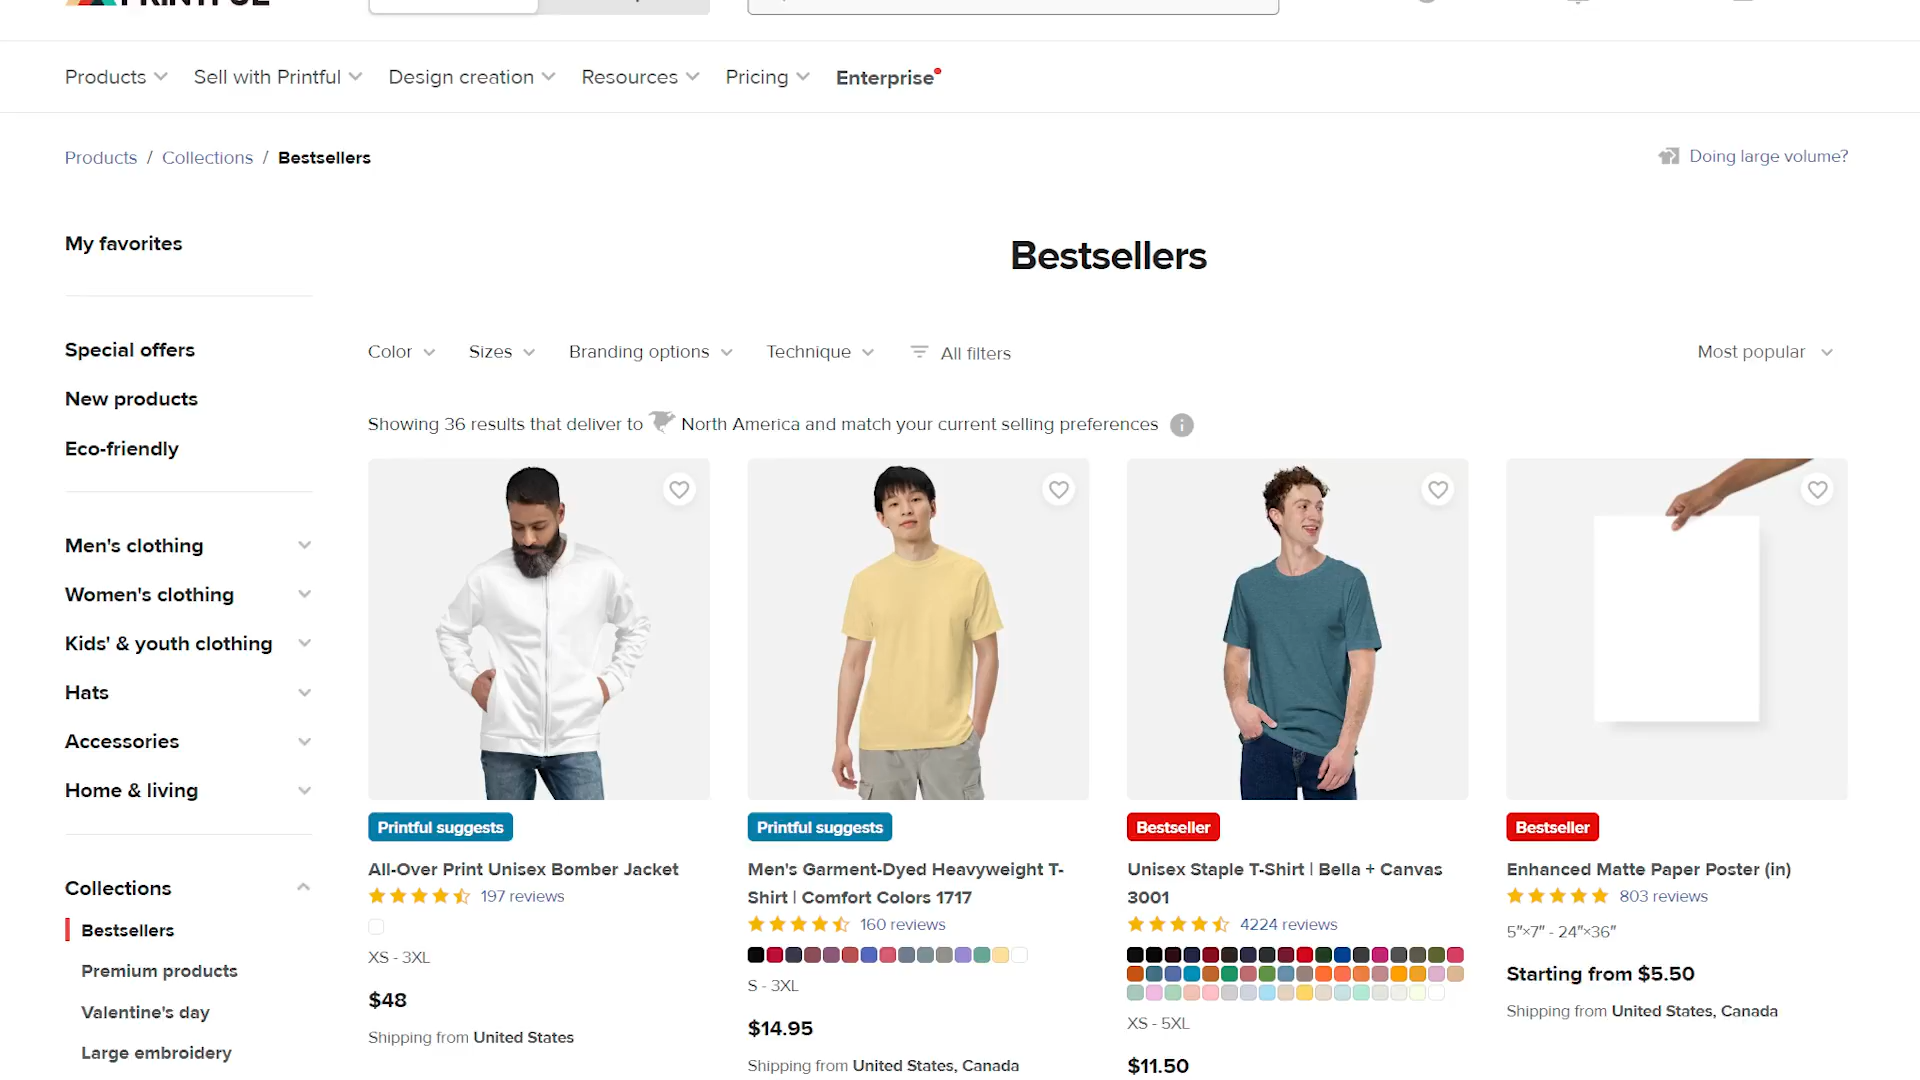 PRINTFUL
Products Sell with Printful Design creation Resources Pricing Enterprise
Products / Collections / Bestsellers
Doing large volume?
My favorites
Special offers
New products
Eco-friendly
Men's clothing
Women's clothing
Kids' & youth clothing
Hats
Accessories
Home & living
Collections
Bestsellers
Premium products
Valentine's day
Large embroidery
Bestsellers
Color Sizes Branding options Technique All filters
Most popular
Showing 36 results that deliver to North America and match your current selling preferences
Printful suggests
All-Over Print Unisex Bomber Jacket
197 reviews
XS - 3XL
$48
Shipping from United States
Printful suggests
Men's Garment-Dyed Heavyweight T-
Shirt | Comfort Colors 1717
160 reviews
S - 3XL
$14.95
Shipping from United States, Canada
Bestseller
Unisex Staple T-Shirt | Bella + Canvas
3001
4224 reviews
XS - 5XL
$11.50
Bestseller
Enhanced Matte Paper Poster (in)
803 reviews
5″×7″ - 24″×36″
Starting from $5.50
Shipping from United States, Canada